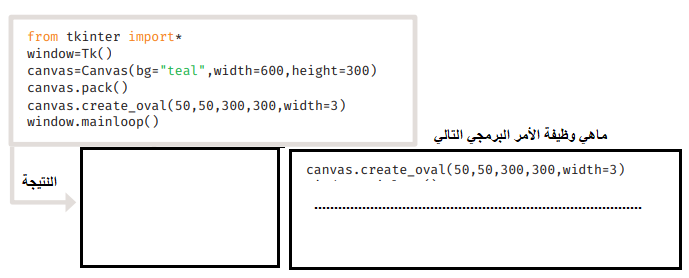 from tkinter import*
window=Tk()
canvas=Canvas(bg="teal",width=600,height=300)
canvas.pack()
canvas.create_oval(50,50,300,300,width=3)
window.mainloop()
ماهي وظيفة الأمر البرمجي التالي
النتيجة
canvas.create_oval(50,50,300,300,width=3)
................................................................................